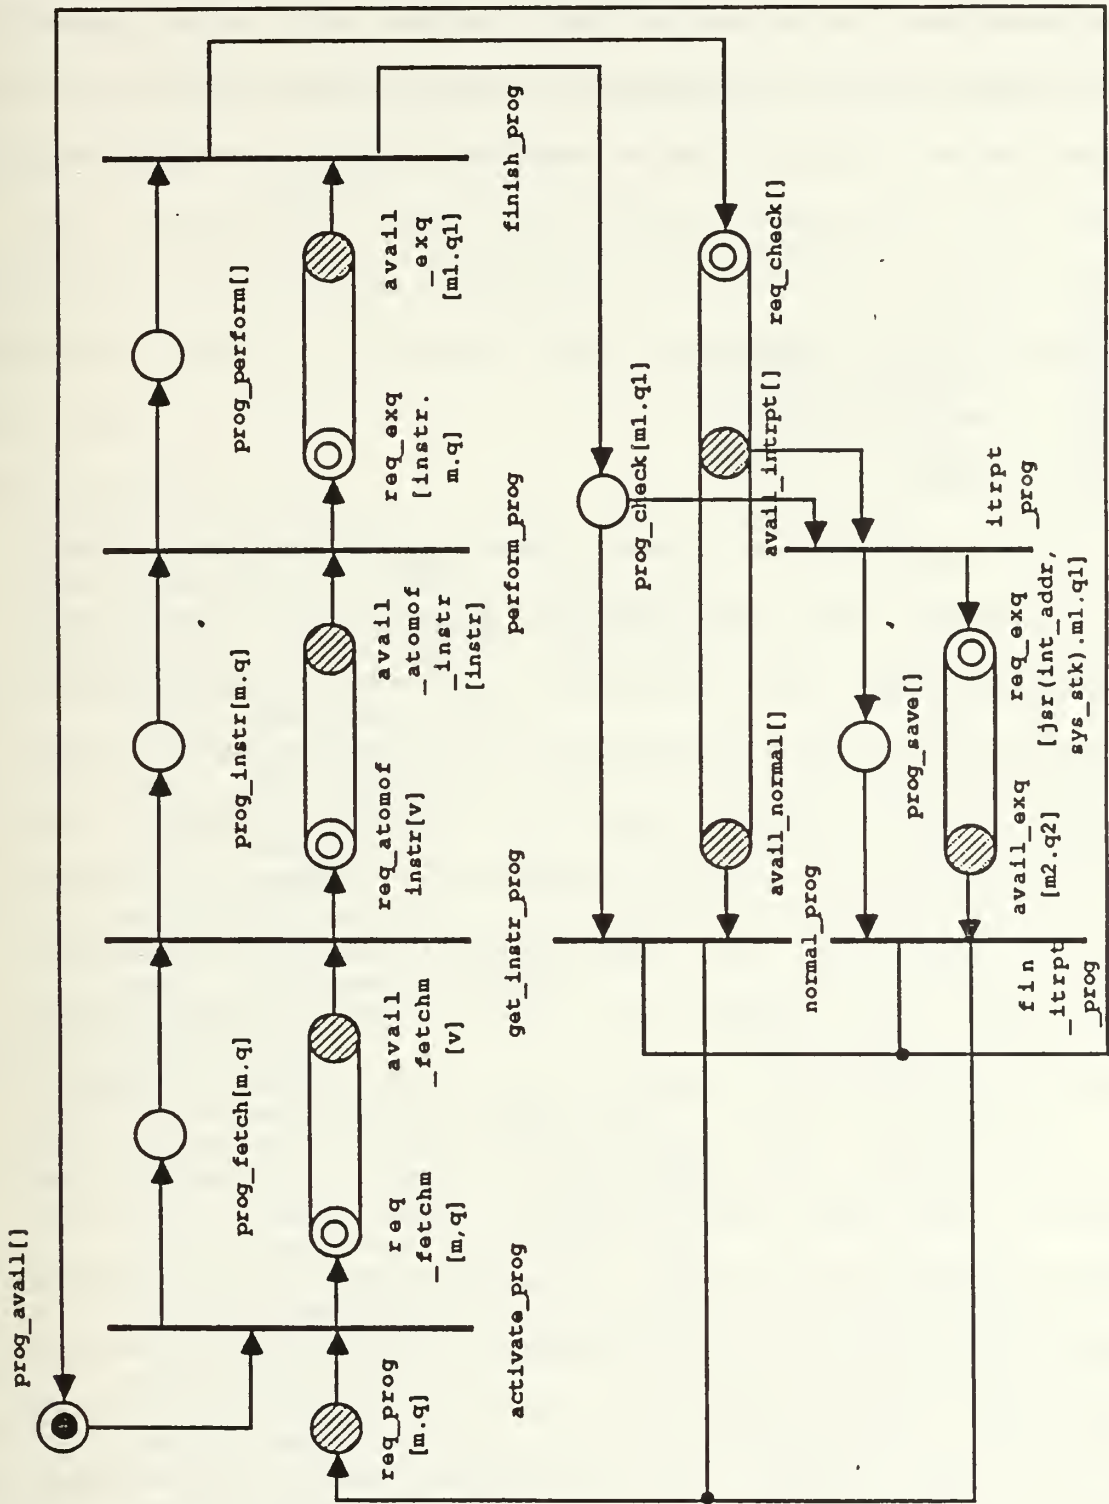 prog_avail[]
req_prog
[m.q]
activate_prog
prog_fetch[m.q]
req
_fetchm
[m,q]
avail
_fetchm
[v]
get_instr_prog
prog_instr[m.q]
req_atomof
instr[v]
avail
_atomof
_instr
[instr]
perform_prog
prog_perform[]
req_exq
[instr.
m.q]
avail
_exq
[m1.q1]
finish_prog
prog_check[m1.q1]
req_check[]
avail_intrpt[]
avail_normal[]
normal_prog
itrpt
_prog
prog_save[]
req_exq
[jsr(int_addr,
sys_stk).m1.q1]
avail_exq
[m2.q2]
fin
_itrpt
_prog